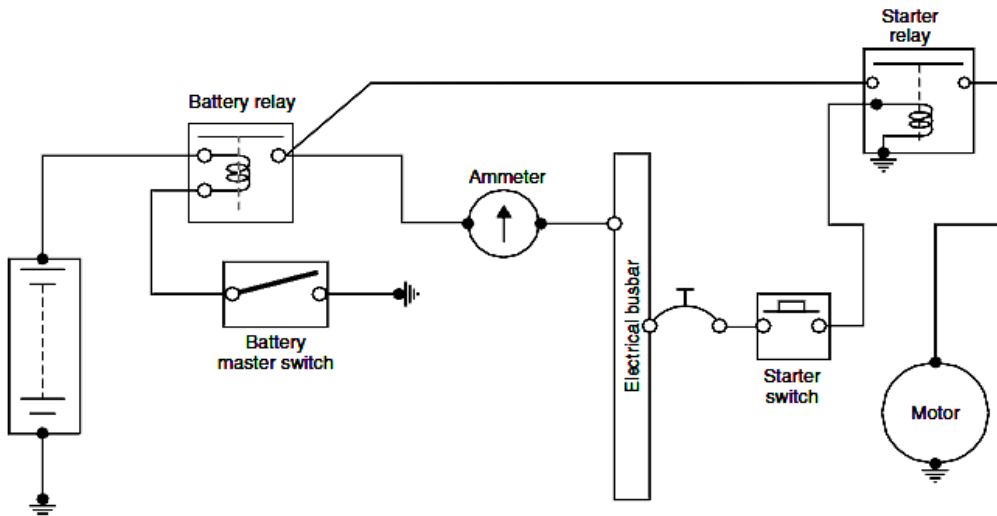 Starter
relay
Battery relay
Ammeter
Electrical busbar
Battery
master switch
Starter
switch
Motor